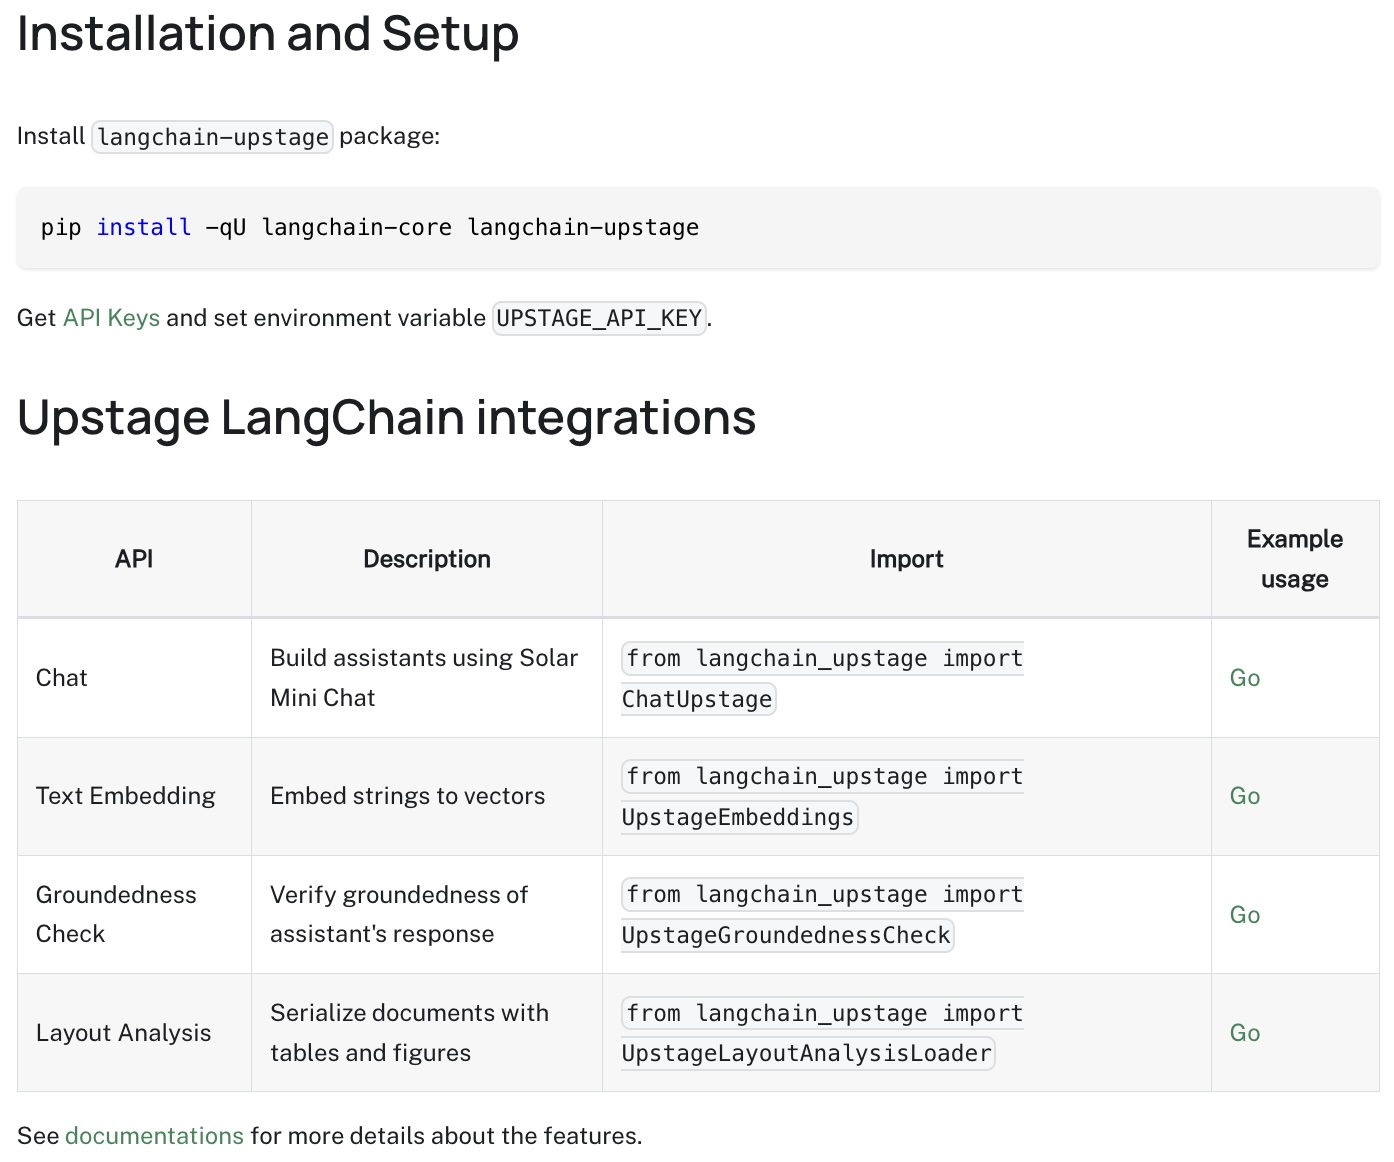 Installation and Setup
Install langchain-upstage package:
pip install -qU langchain-core langchain-upstage
Get API Keys and set environment variable UPSTAGE_API_KEY.
Upstage LangChain integrations
API Description Import Example
usage
Chat
Build assistants using Solar
Mini Chat
from langchain_upstage import
ChatUpstage
Go
Text Embedding
Embed strings to vectors
from langchain_upstage import
UpstageEmbeddings
Go
Groundedness
Check
Verify groundedness of
assistant's response
from langchain_upstage import
UpstageGroundednessCheck
Go
Layout Analysis
Serialize documents with
tables and figures
from langchain_upstage import
UpstageLayoutAnalysisLoader
Go
See documentations for more details about the features.